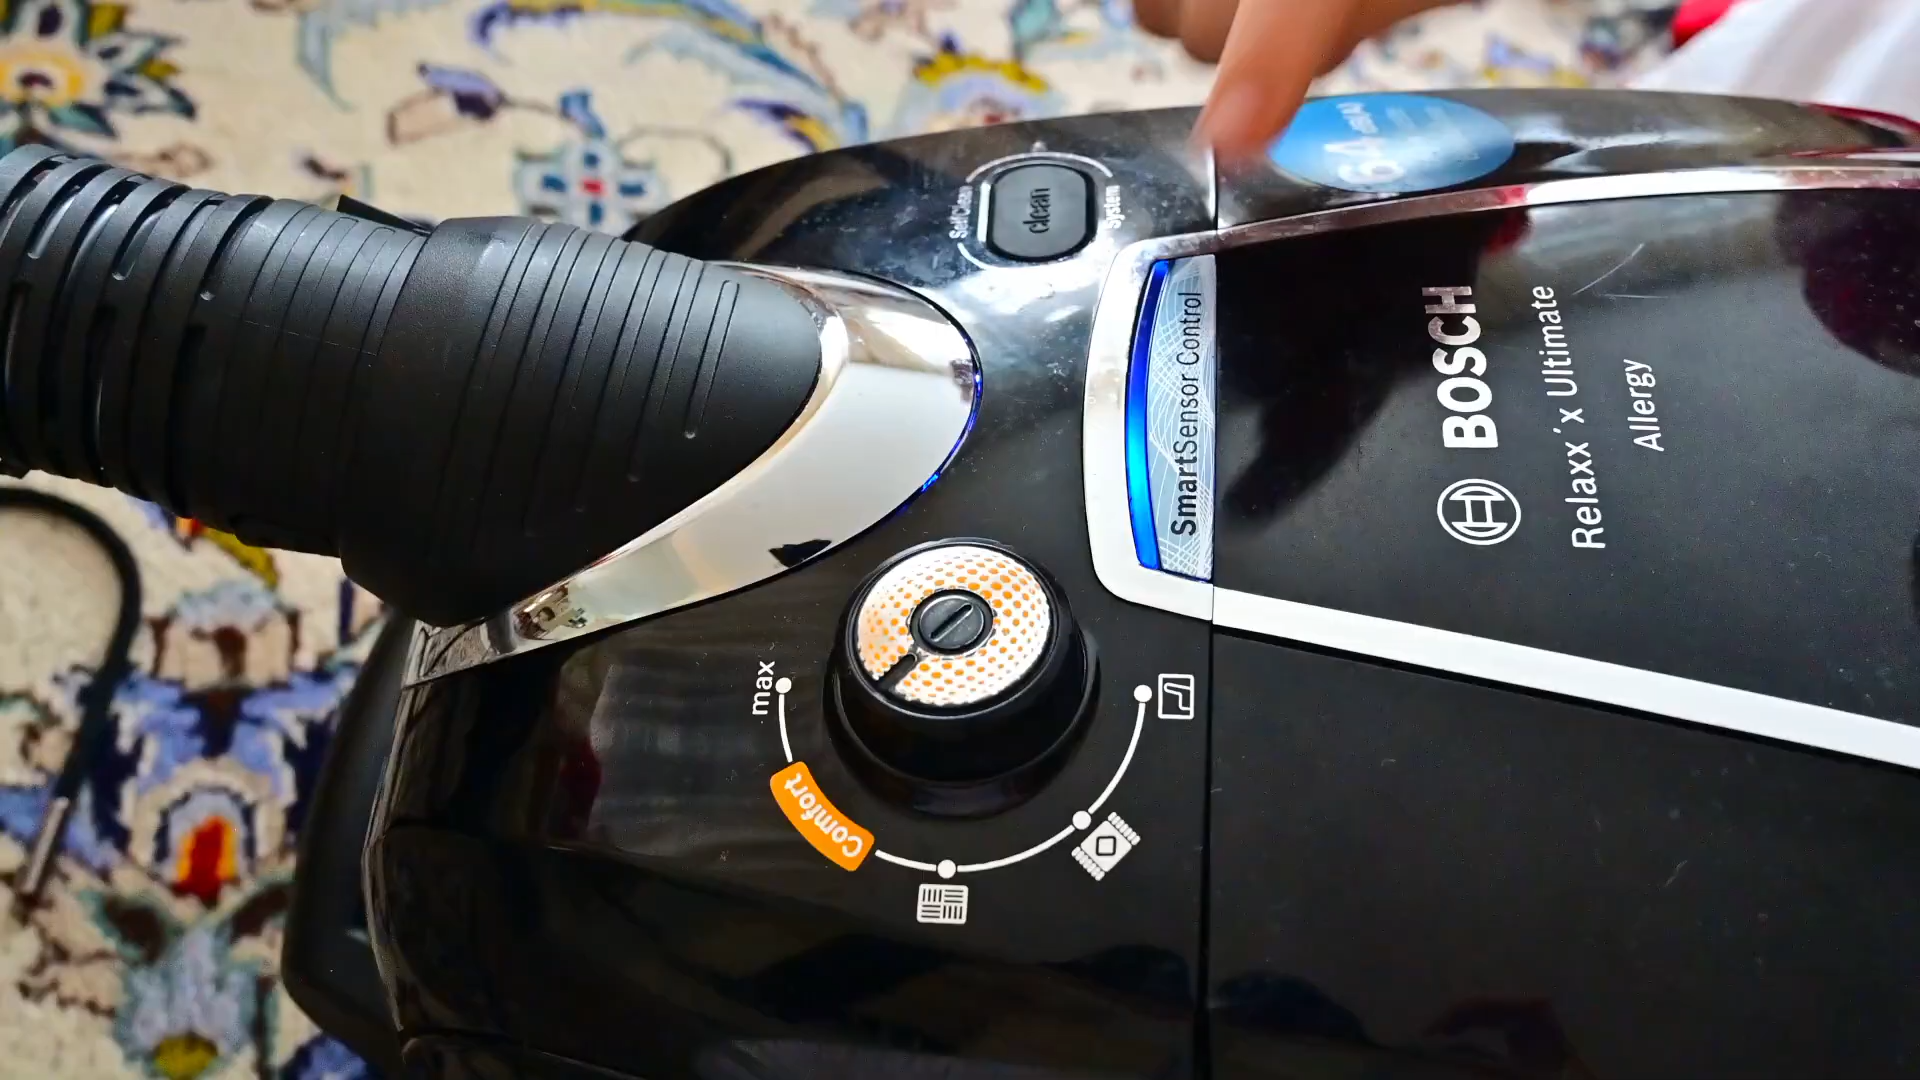 SelfClean
clean
System
SmartSensor Control
BOSCH
Relaxx'x Ultimate
Allergy
max
Comfort